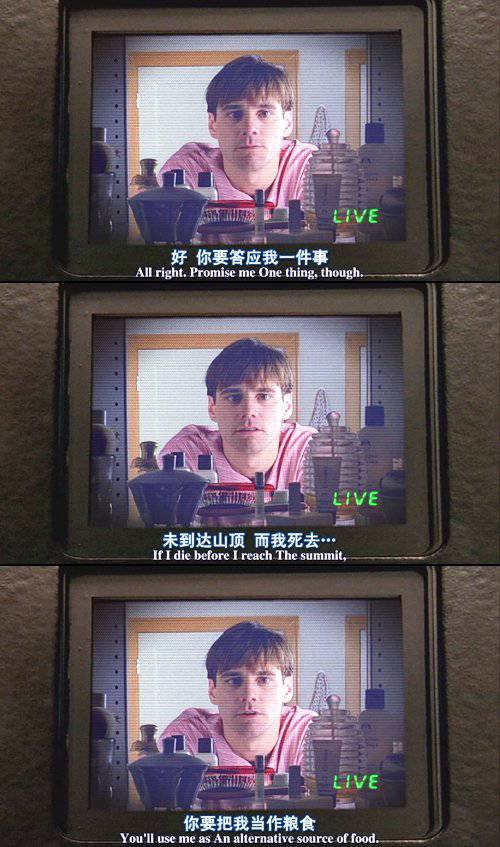 LIVE
好 你要答应我一件事
All right. Promise me One thing, though.
LIVE
未到达山顶 而我死去…
If I die before I reach The summit,
LIVE
你要把我当作粮食
You'll use me as An alternative source of food.